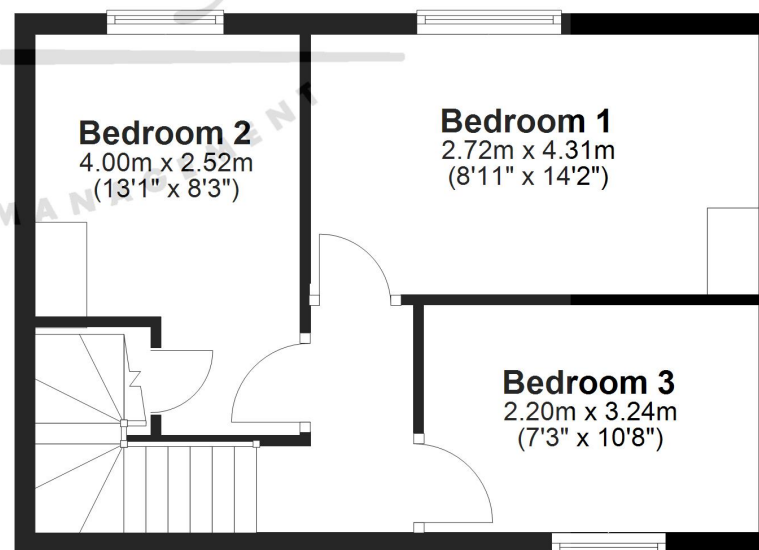 Bedroom 2
4.00m x 2.52m
(13'1" x 8'3")
Bedroom 1
2.72m x 4.31m
(8'11" x 14'2")
Bedroom 3
2.20m x 3.24m
(7'3" x 10'8")
MANAGEMENT